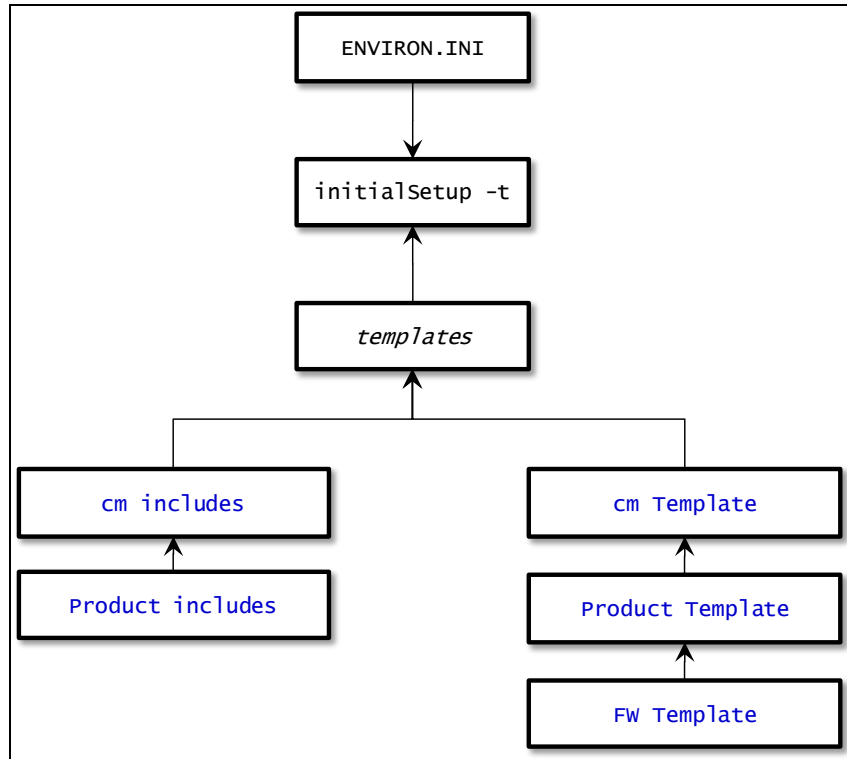 ENVIRON.INI
initialSetup -t
templates
cm includes
cm Template
Product includes
Product Template
FW Template